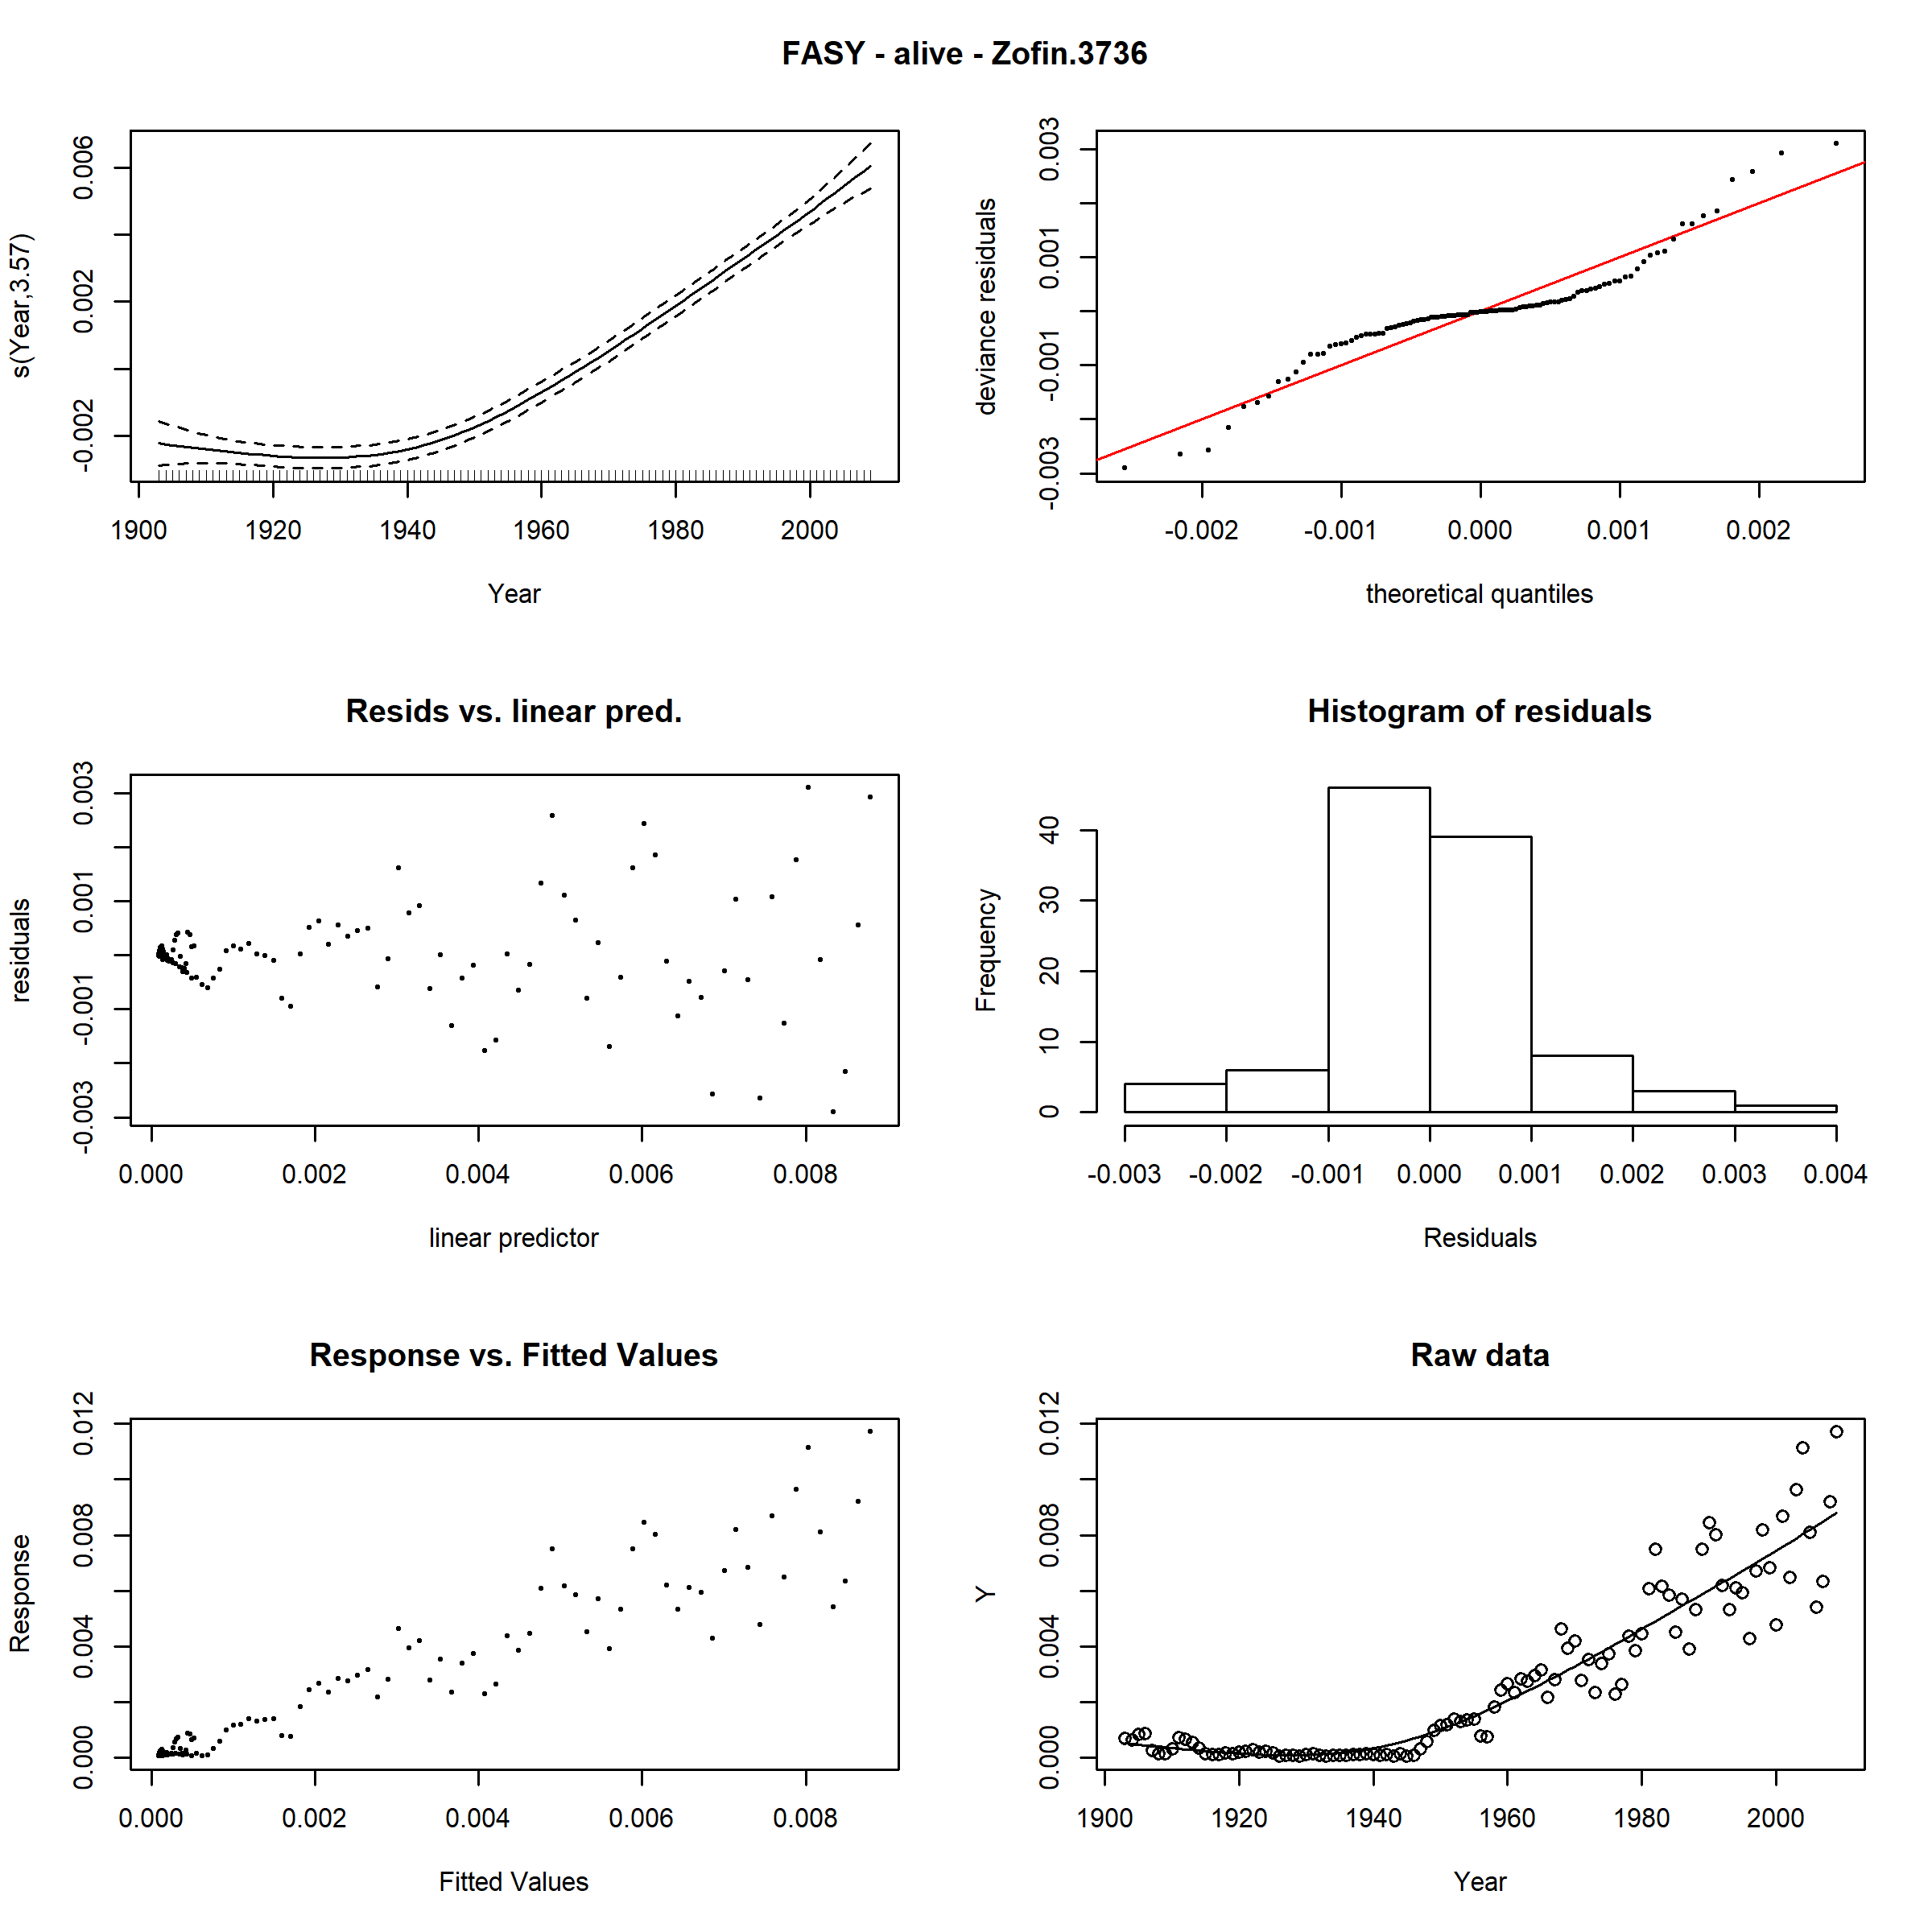 FASY - alive - Zofin.3736
s(Year,3.57)
-0.002 0.002 0.006
1900 1920 1940 1960 1980 2000
Year
deviance residuals
-0.003 -0.001 0.001 0.003
-0.002 -0.001 0.000 0.001 0.002
theoretical quantiles
Resids vs. linear pred.
residuals
-0.003 -0.001 0.001 0.003
0.000 0.002 0.004 0.006 0.008
linear predictor
Histogram of residuals
Frequency
0 10 20 30 40
-0.003 -0.002 -0.001 0.000 0.001 0.002 0.003 0.004
Residuals
Response vs. Fitted Values
Response
0.000 0.004 0.008 0.012
0.000 0.002 0.004 0.006 0.008
Fitted Values
Raw data
Y
0.000 0.004 0.008 0.012
1900 1920 1940 1960 1980 2000
Year